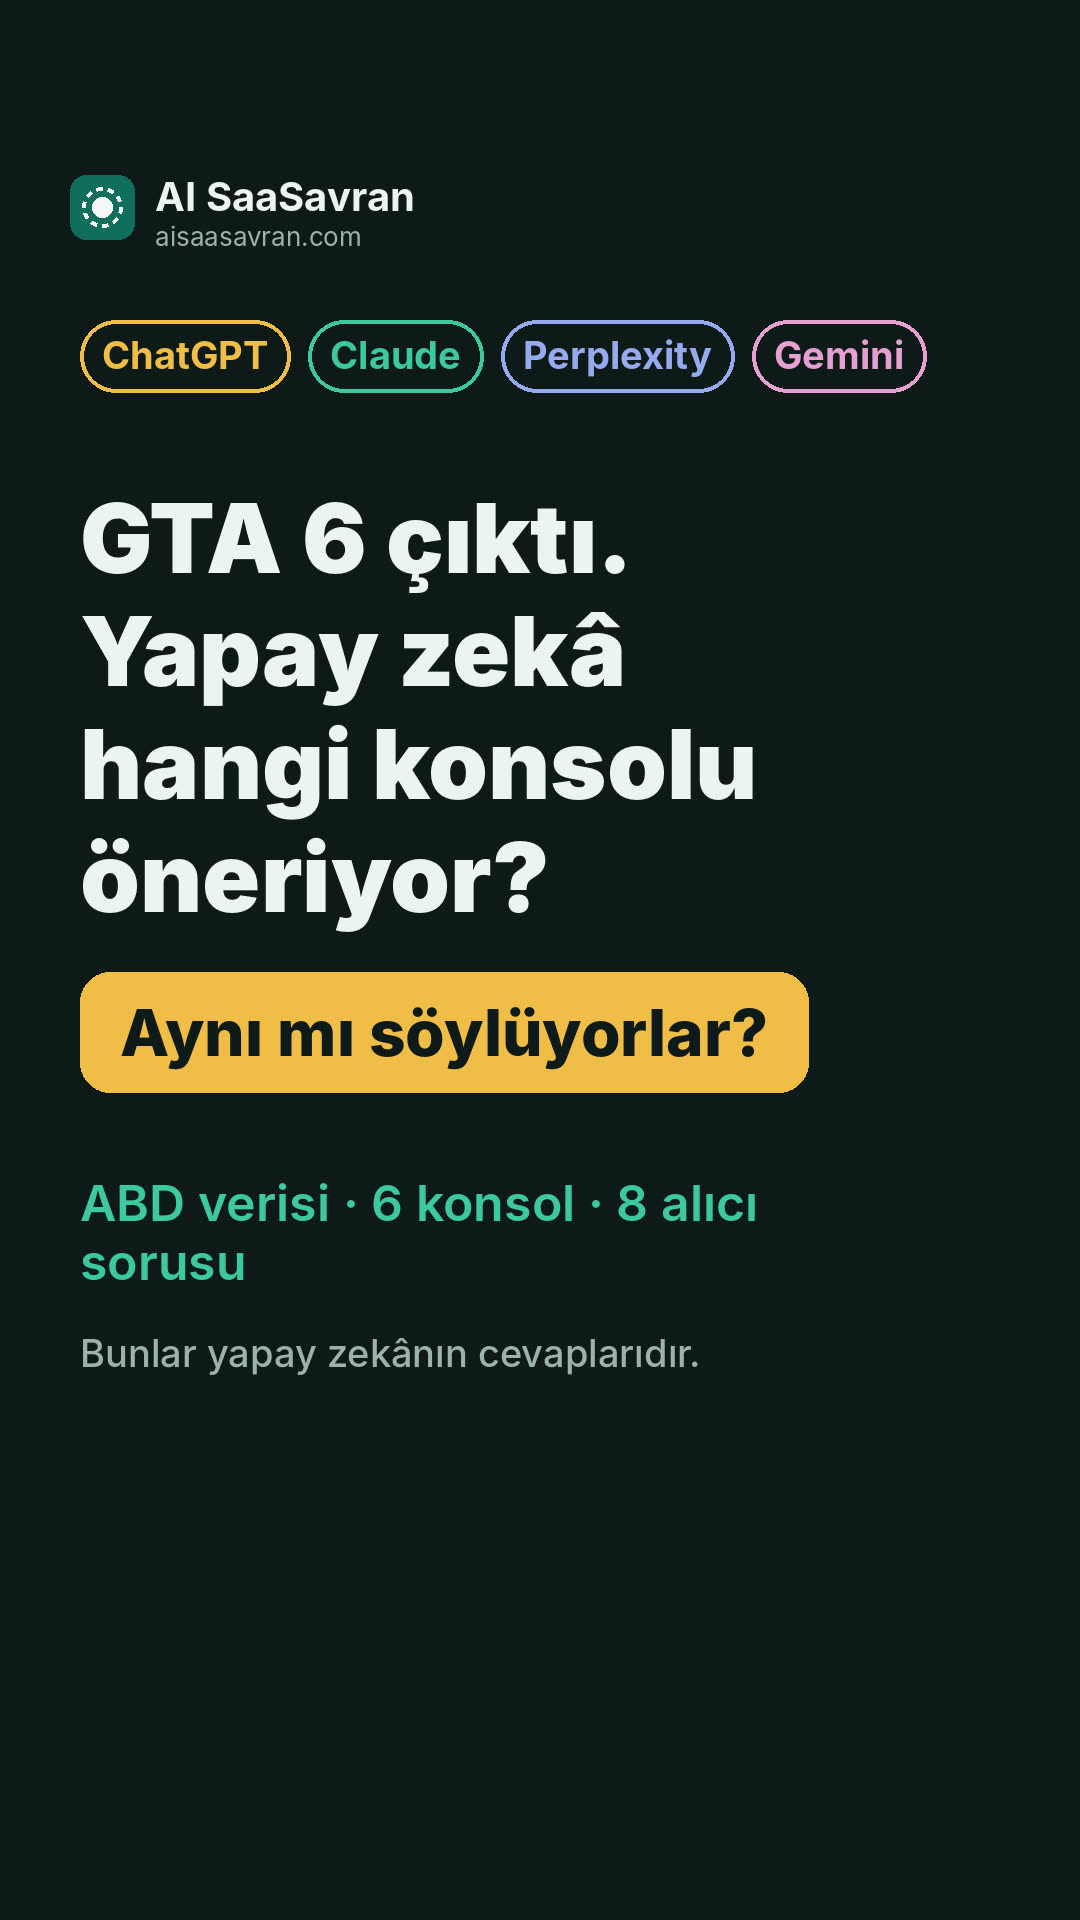 AI SaaSavran
aisaasavran.com
ChatGPT Claude Perplexity Gemini
GTA 6 çıktı.
Yapay zekâ
hangi konsolu
öneriyor?
Aynı mı söylüyorlar?
ABD verisi · 6 konsol · 8 alıcı
sorusu
Bunlar yapay zekânın cevaplarıdır.